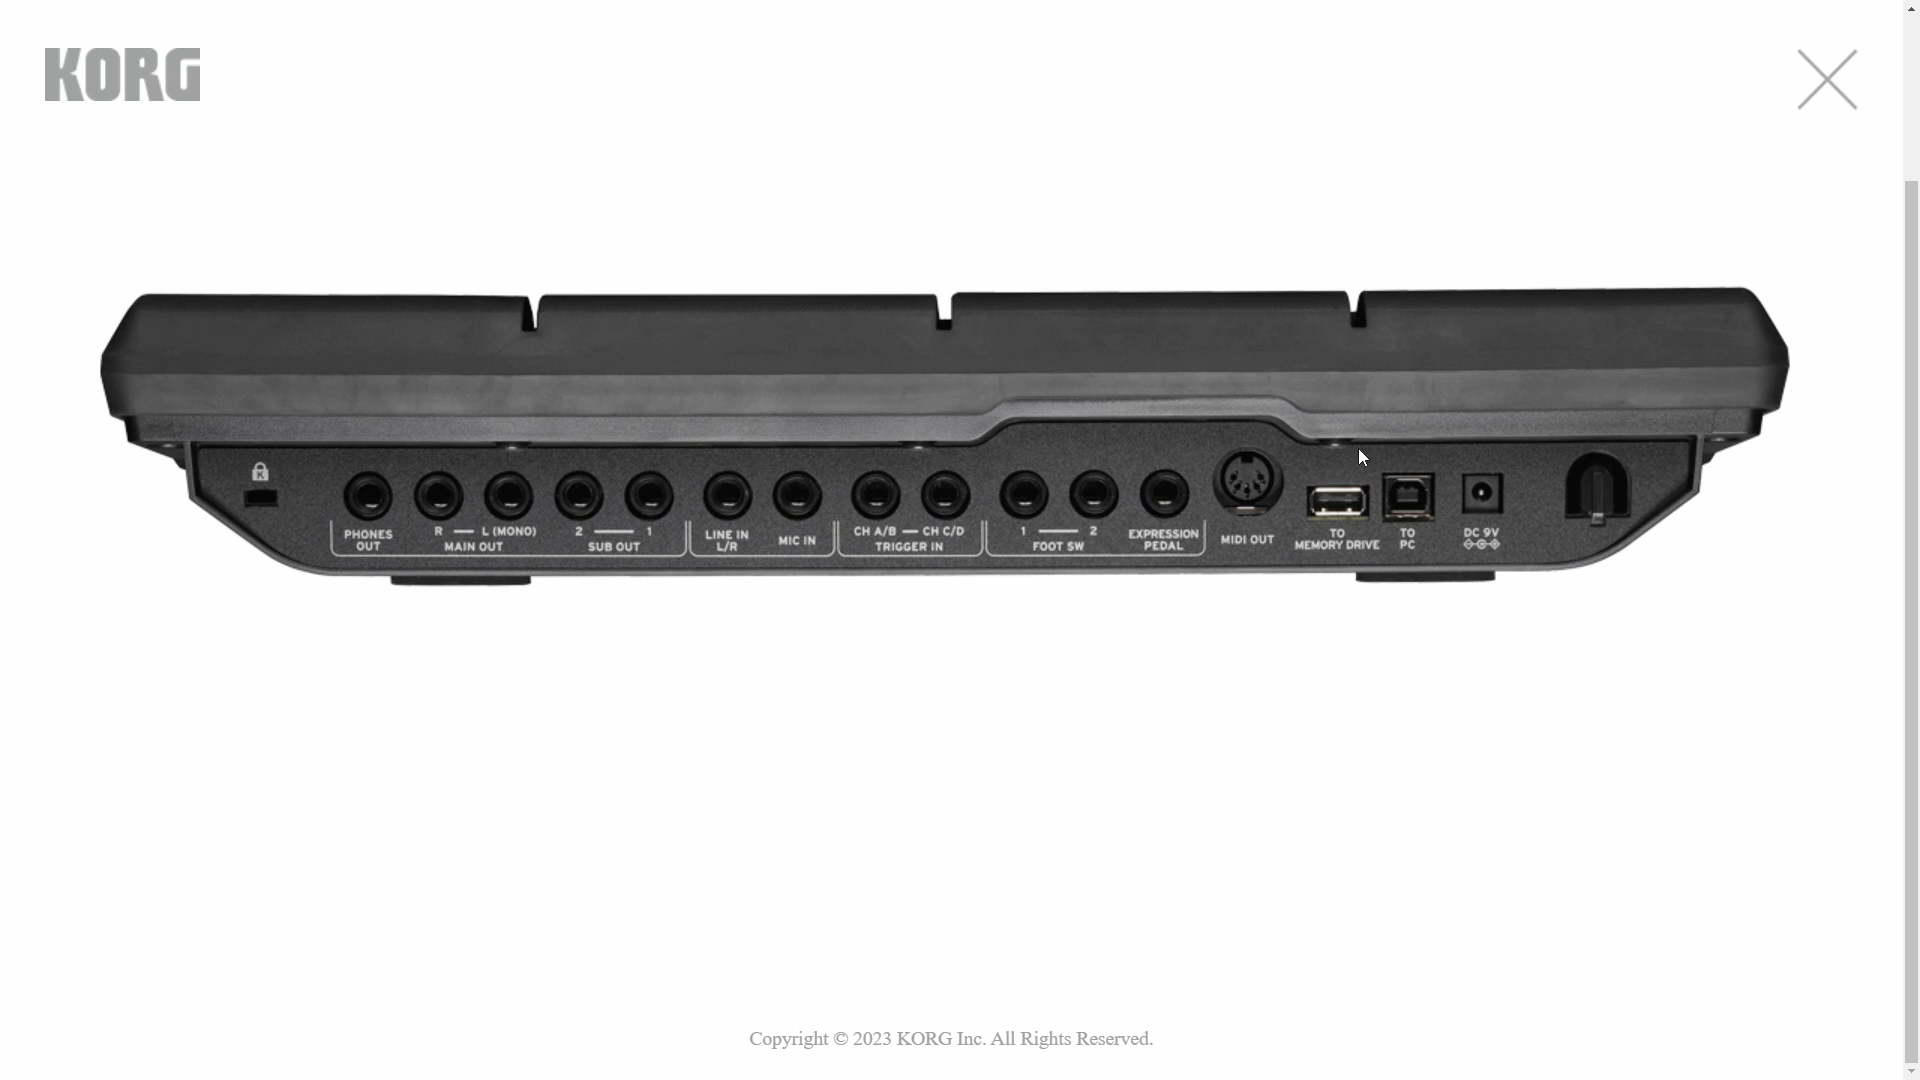 KORG
PHONES OUT
R — L (MONO)
MAIN OUT
2 — 1
SUB OUT
LINE IN L/R
MIC IN
CH A/B — CH C/D
TRIGGER IN
1 — 2
FOOT SW
EXPRESSION PEDAL
MIDI OUT
TO MEMORY DRIVE
TO PC
DC 9V
Copyright © 2023 KORG Inc. All Rights Reserved.